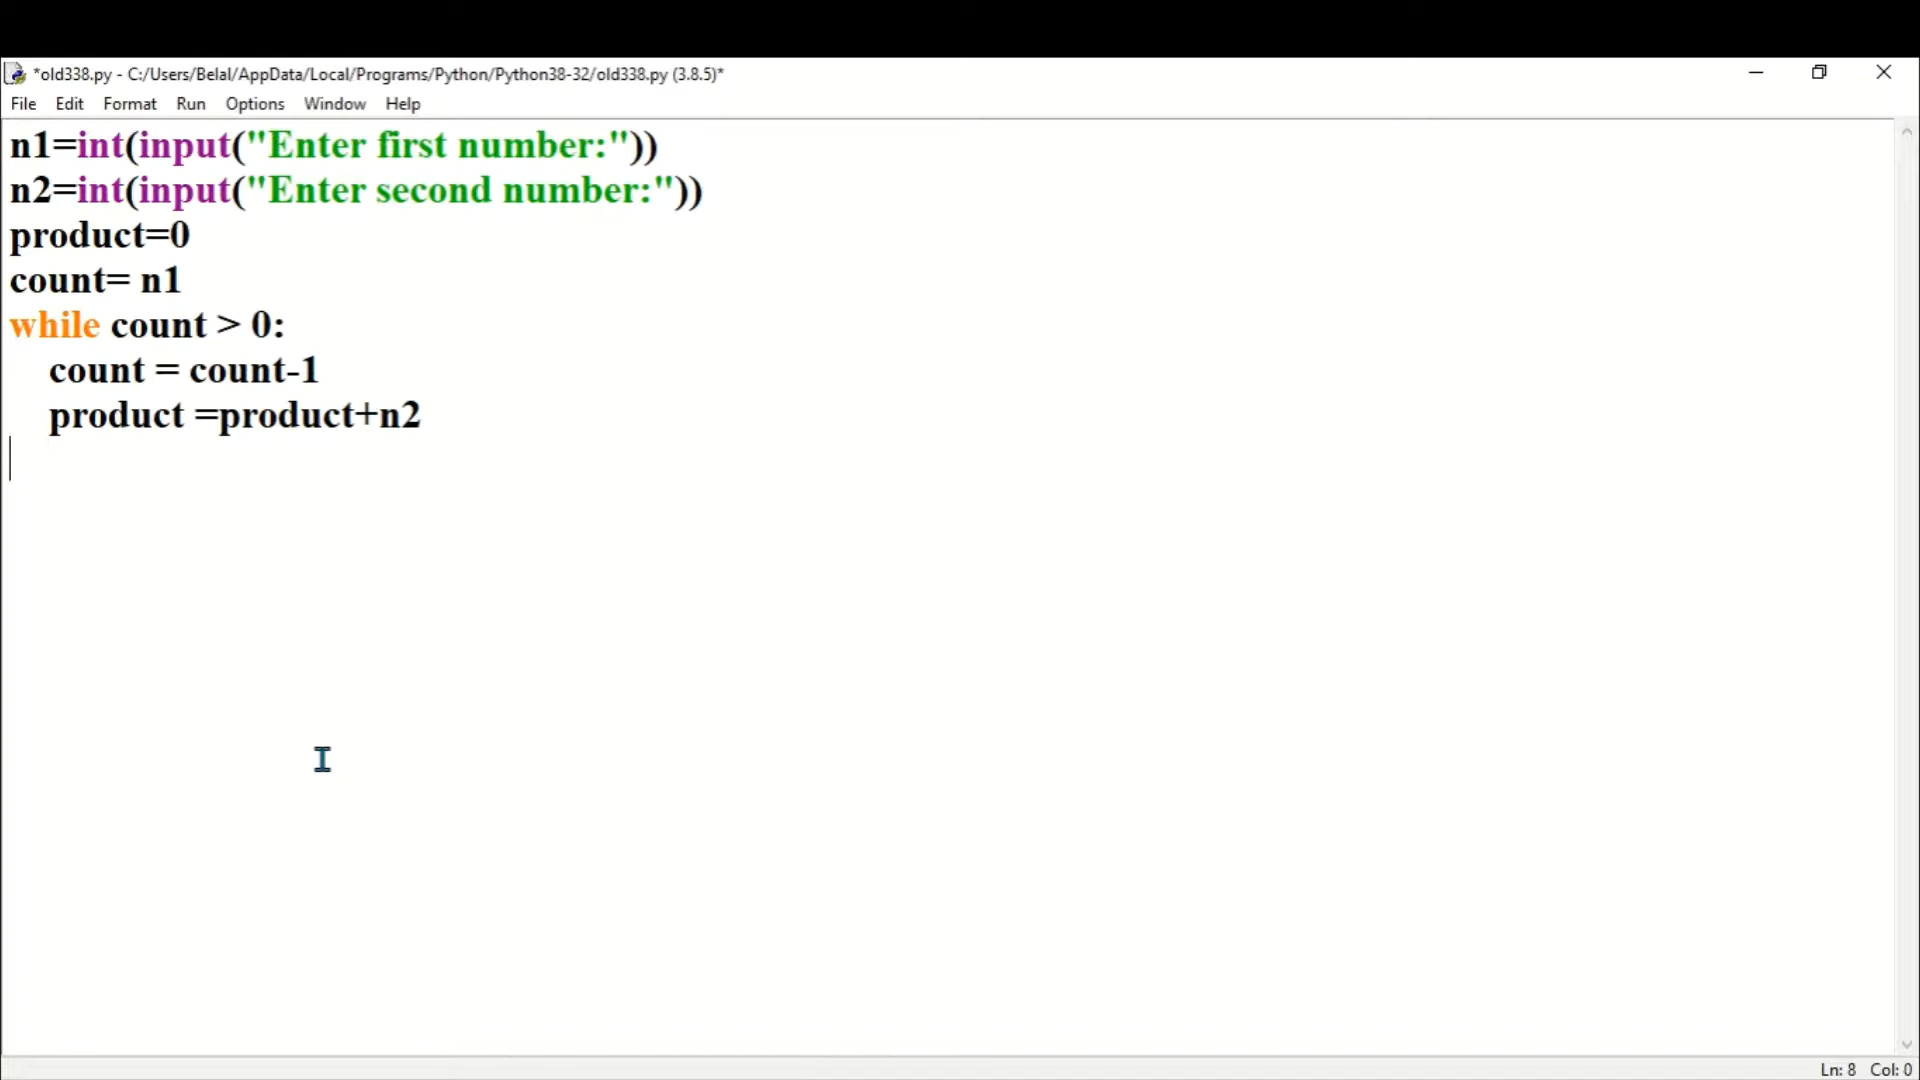 *old338.py - C:/Users/Belal/AppData/Local/Programs/Python/Python38-32/old338.py (3.8.5)*
File Edit Format Run Options Window Help
n1=int(input("Enter first number:"))
n2=int(input("Enter second number:"))
product=0
count= n1
while count > 0:
    count = count-1
    product =product+n2
Ln: 8 Col: 0